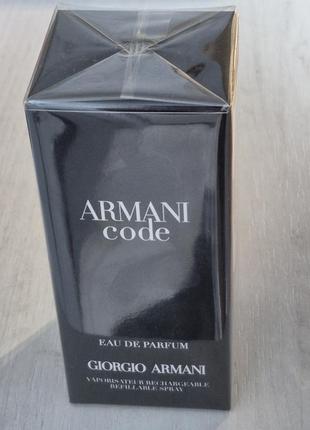 ARMANI
code
EAU DE PARFUM
GIORGIO ARMANI
VAPORISATEUR RECHARGEABLE
REFILLABLE SPRAY